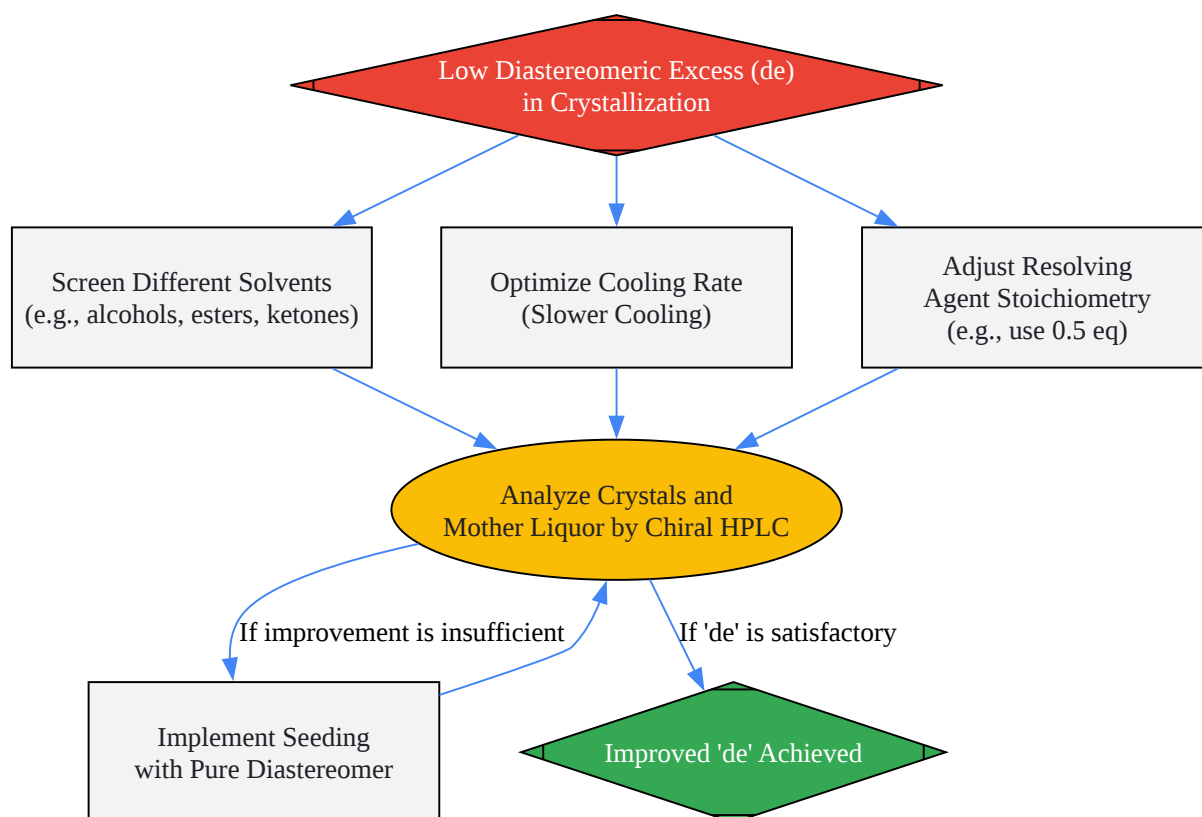 Low Diastereomeric Excess (de)
in Crystallization
Screen Different Solvents
(e.g., alcohols, esters, ketones)
Optimize Cooling Rate
(Slower Cooling)
Adjust Resolving
Agent Stoichiometry
(e.g., use 0.5 eq)
Analyze Crystals and
Mother Liquor by Chiral HPLC
If improvement is insufficient
If 'de' is satisfactory
Implement Seeding
with Pure Diastereomer
Improved 'de' Achieved